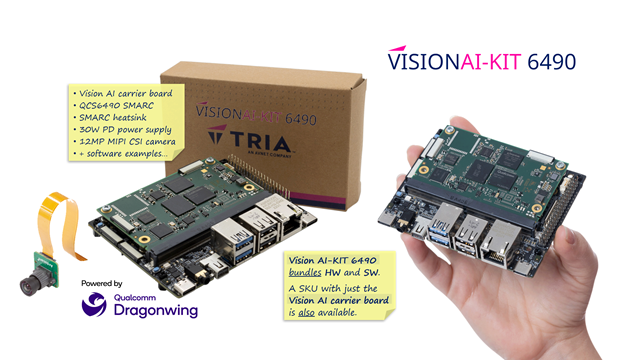 VISIONAI-KIT 6490
• Vision AI carrier board
• QCS6490 SMARC
• SMARC heatsink
• 30W PD power supply
• 12MP MIPI CSI camera
• + software examples...
VISIONAI-KIT 6490
TRIA
AN AVNET COMPANY
Vision AI-KIT 6490
bundles HW and SW.
A SKU with just the
Vision AI carrier board
is also available.
Powered by
Qualcomm
Dragonwing